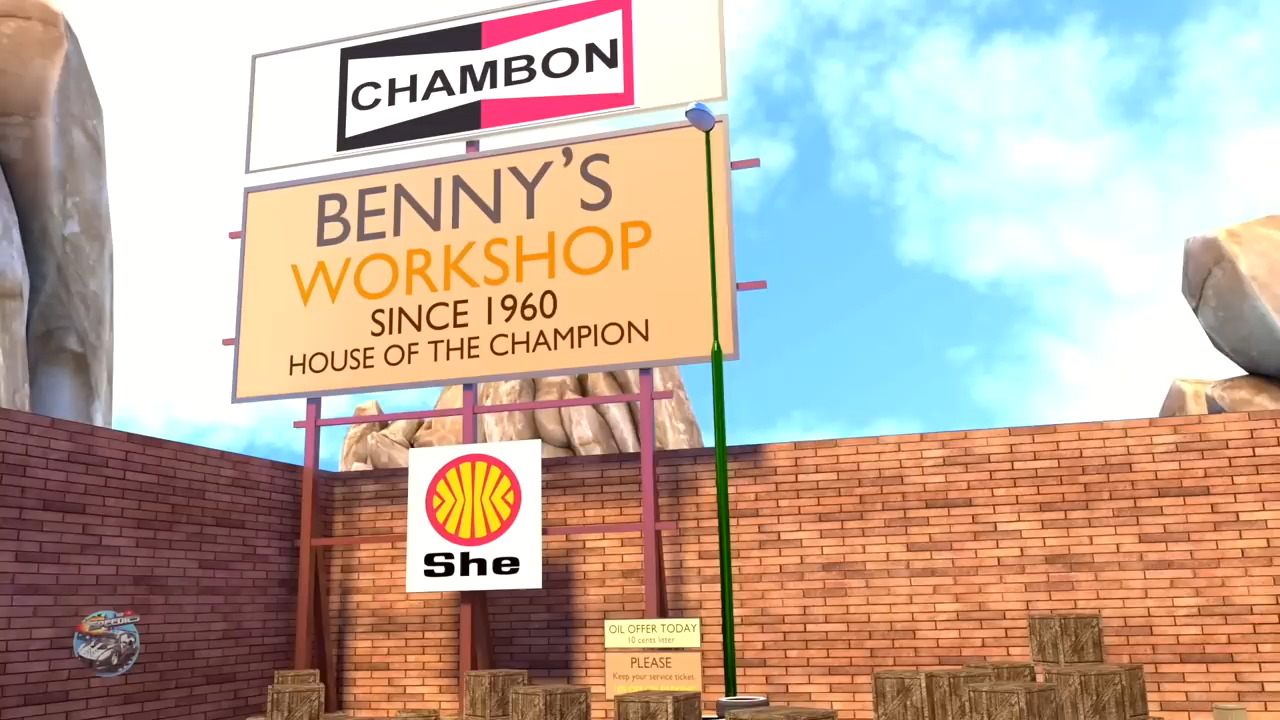 CHAMBON
BENNY'S
WORKSHOP
SINCE 1960
HOUSE OF THE CHAMPION
She
OIL OFFER TODAY
10 cents litter
PLEASE
Keep your service ticket